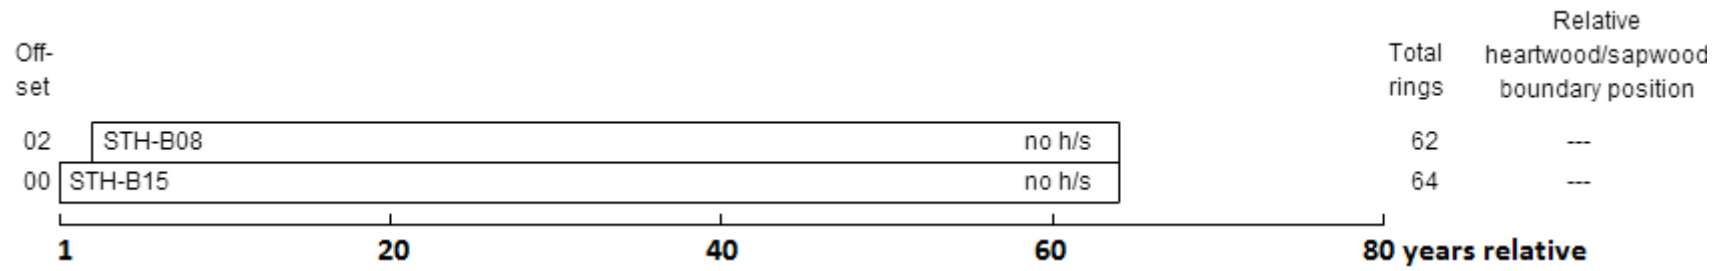 Relative
Off-
Total
heartwood/sapwood
set
rings
boundary position
02 STH-B08 no h/s 62 ---
00 STH-B15 no h/s 64 ---
1 20 40 60 80 years relative